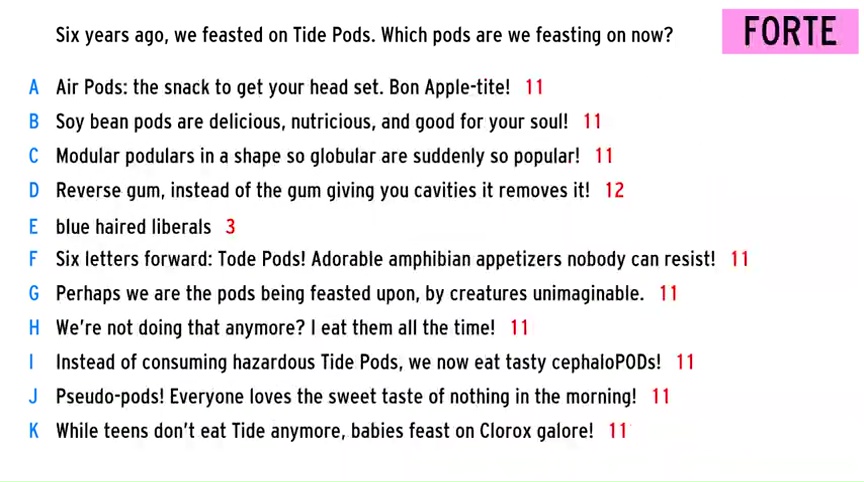 Six years ago, we feasted on Tide Pods. Which pods are we feasting on now?
FORTE
A Air Pods: the snack to get your head set. Bon Apple-tite! 11
B Soy bean pods are delicious, nutricious, and good for your soul! 11
C Modular podulars in a shape so globular are suddenly so popular! 11
D Reverse gum, instead of the gum giving you cavities it removes it! 12
E blue haired liberals 3
F Six letters forward: Tode Pods! Adorable amphibian appetizers nobody can resist! 11
G Perhaps we are the pods being feasted upon, by creatures unimaginable. 11
H We're not doing that anymore? I eat them all the time! 11
I Instead of consuming hazardous Tide Pods, we now eat tasty cephaloPODs! 11
J Pseudo-pods! Everyone loves the sweet taste of nothing in the morning! 11
K While teens don't eat Tide anymore, babies feast on Clorox galore! 11